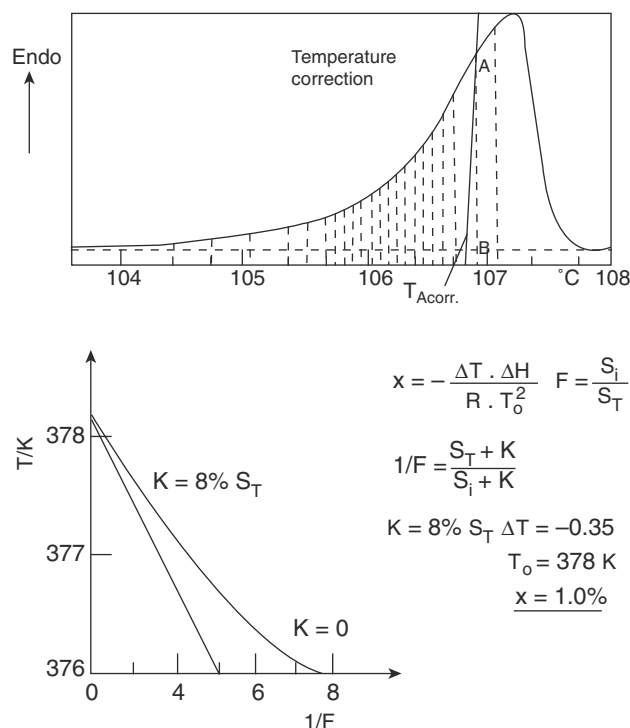 Endo
Temperature
correction
A
B
104
105
106
107
˚C
108
T_Acorr.
T/K
378
377
376
K = 8% S_T
K = 0
0
4
6
8
1/F
x = – ΔT . ΔH / R . T_o^2 F = S_i / S_T
1/F = S_T + K / S_i + K
K = 8% S_T ΔT = –0.35
T_o = 378 K
x = 1.0%